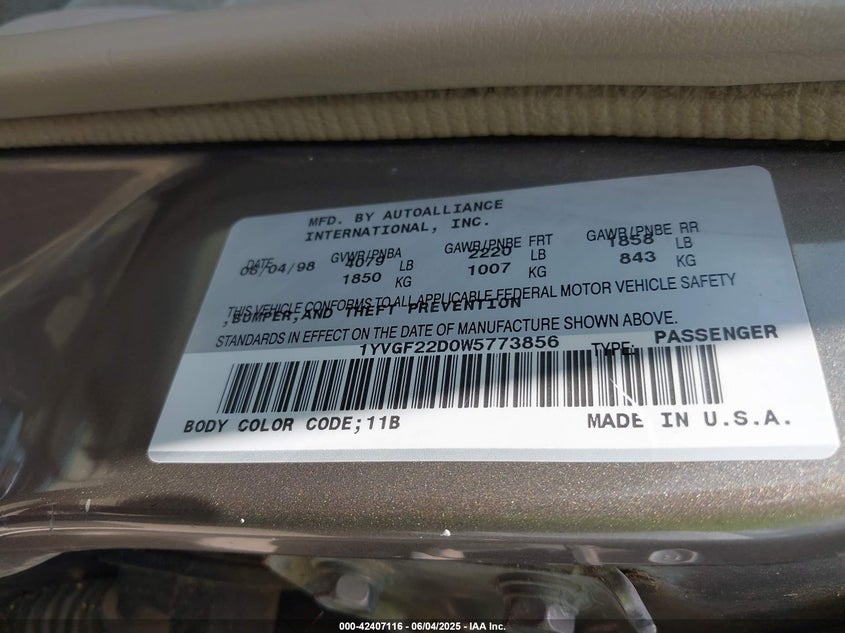 MFD. BY AUTOALLIANCE
INTERNATIONAL, INC.
DATE GVWR/PNBA GAWR/PNBE FRT GAWR/PNBE RR
06/04/98 4079 LB 2220 LB 1858 LB
1850 KG 1007 KG 843 KG
THIS VEHICLE CONFORMS TO ALL APPLICABLE FEDERAL MOTOR VEHICLE SAFETY
,BUMPER,AND THEFT PREVENTION
STANDARDS IN EFFECT ON THE DATE OF MANUFACTURE SHOWN ABOVE.
1YVGF22D0W5773856 TYPE: PASSENGER
BODY COLOR CODE;11B MADE IN U.S.A.
000-42407116 - 06/04/2025 - IAA Inc.